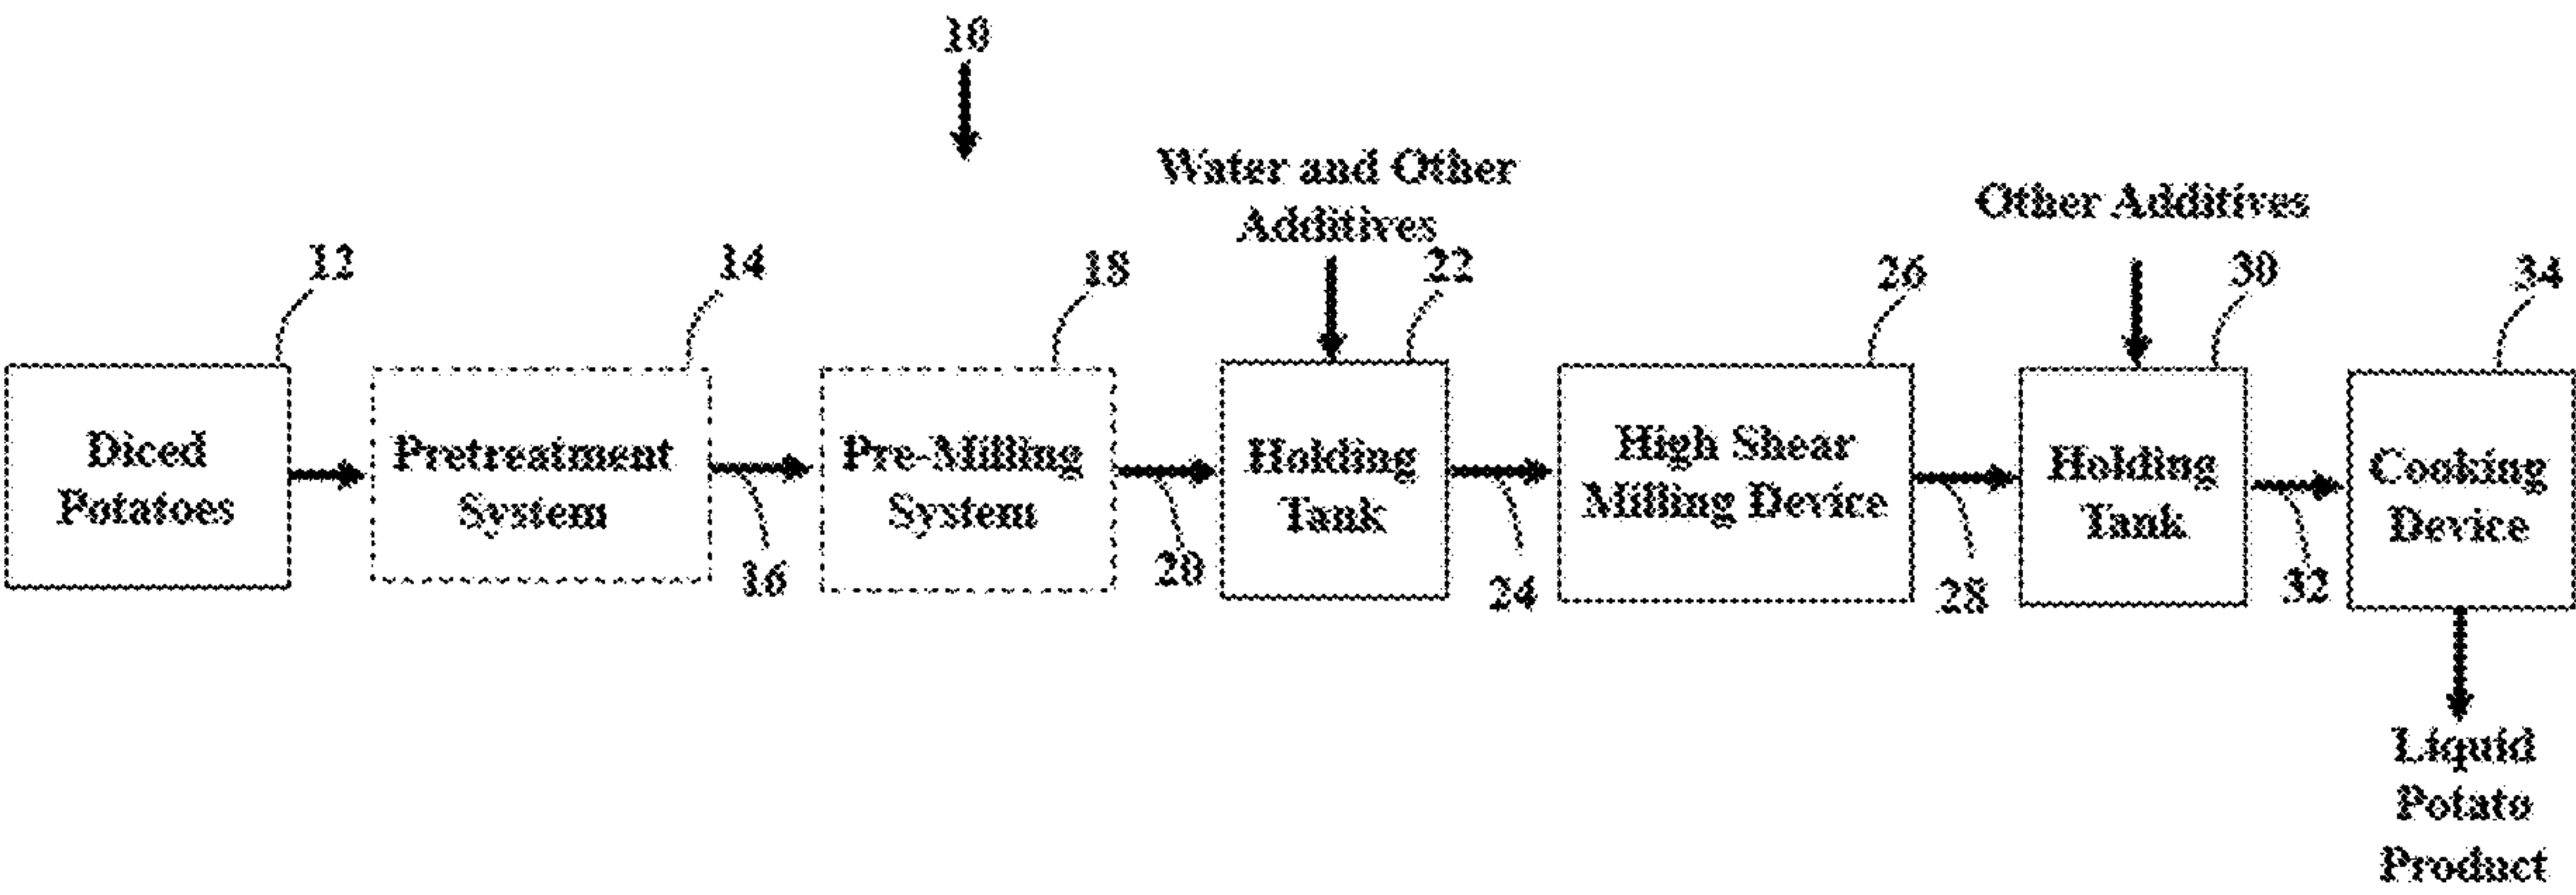 10
Water and Other
Additives
Other Additives
12
14
18
22
26
30
34
Diced
Potatoes
Pretreatment
System
Pre-Milling
System
Holding
Tank
High Shear
Milling Device
Holding
Tank
Cooking
Device
16
20
24
28
32
Liquid
Potato
Product